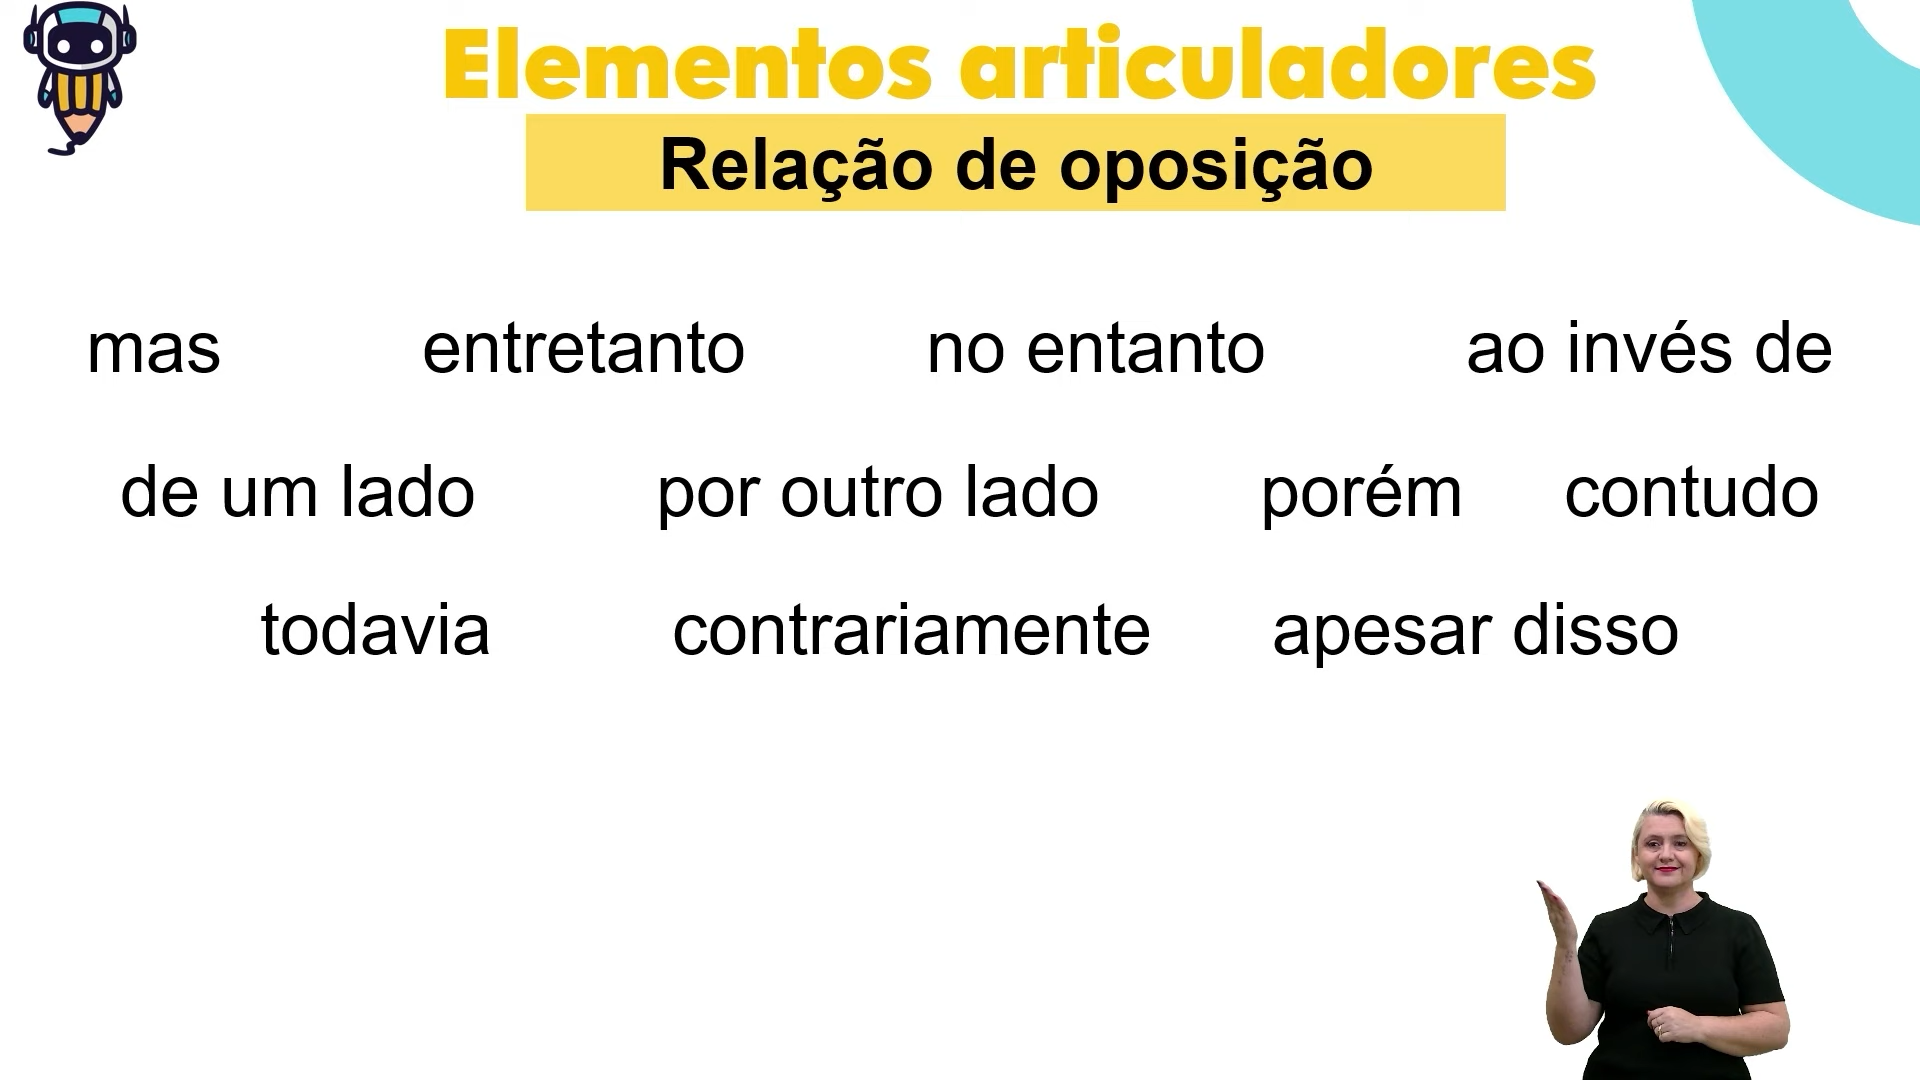 Elementos articuladores
Relação de oposição
mas entretanto no entanto ao invés de
de um lado por outro lado porém contudo
todavia contrariamente apesar disso